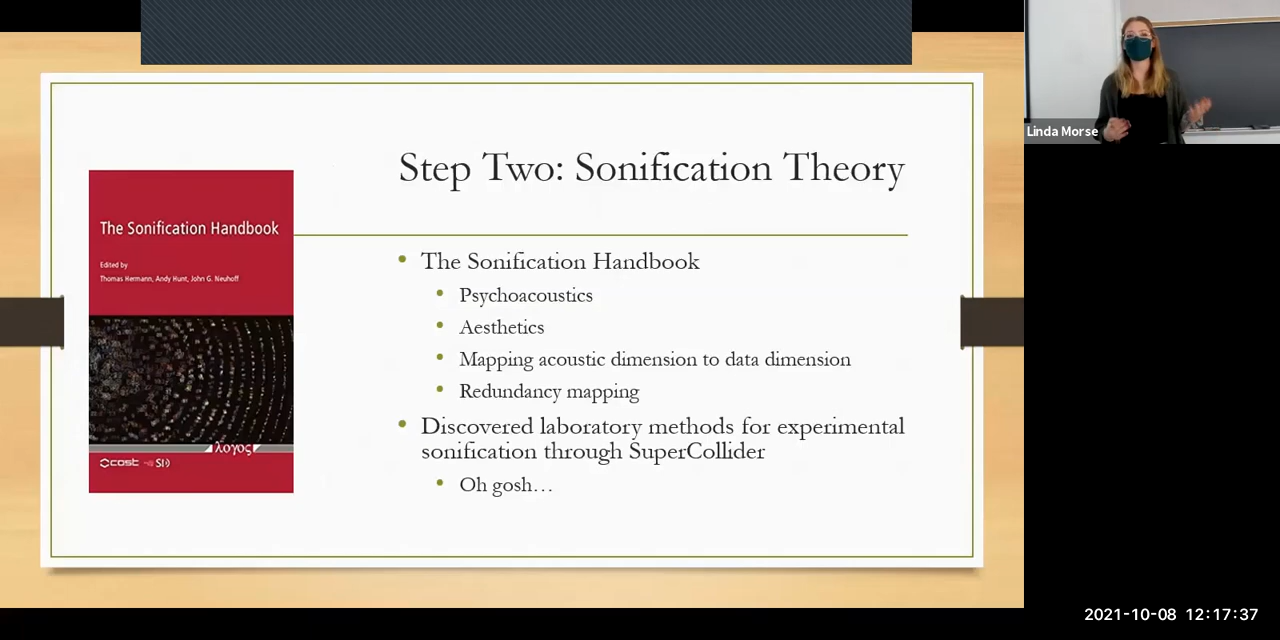 Step Two: Sonification Theory
The Sonification Handbook
Edited by
Thomas Hermann, Andy Hunt, John G. Neuhoff
λογος
cost
SID
• The Sonification Handbook
• Psychoacoustics
• Aesthetics
• Mapping acoustic dimension to data dimension
• Redundancy mapping
• Discovered laboratory methods for experimental
sonification through SuperCollider
• Oh gosh…
Linda Morse
2021-10-08 12:17:37